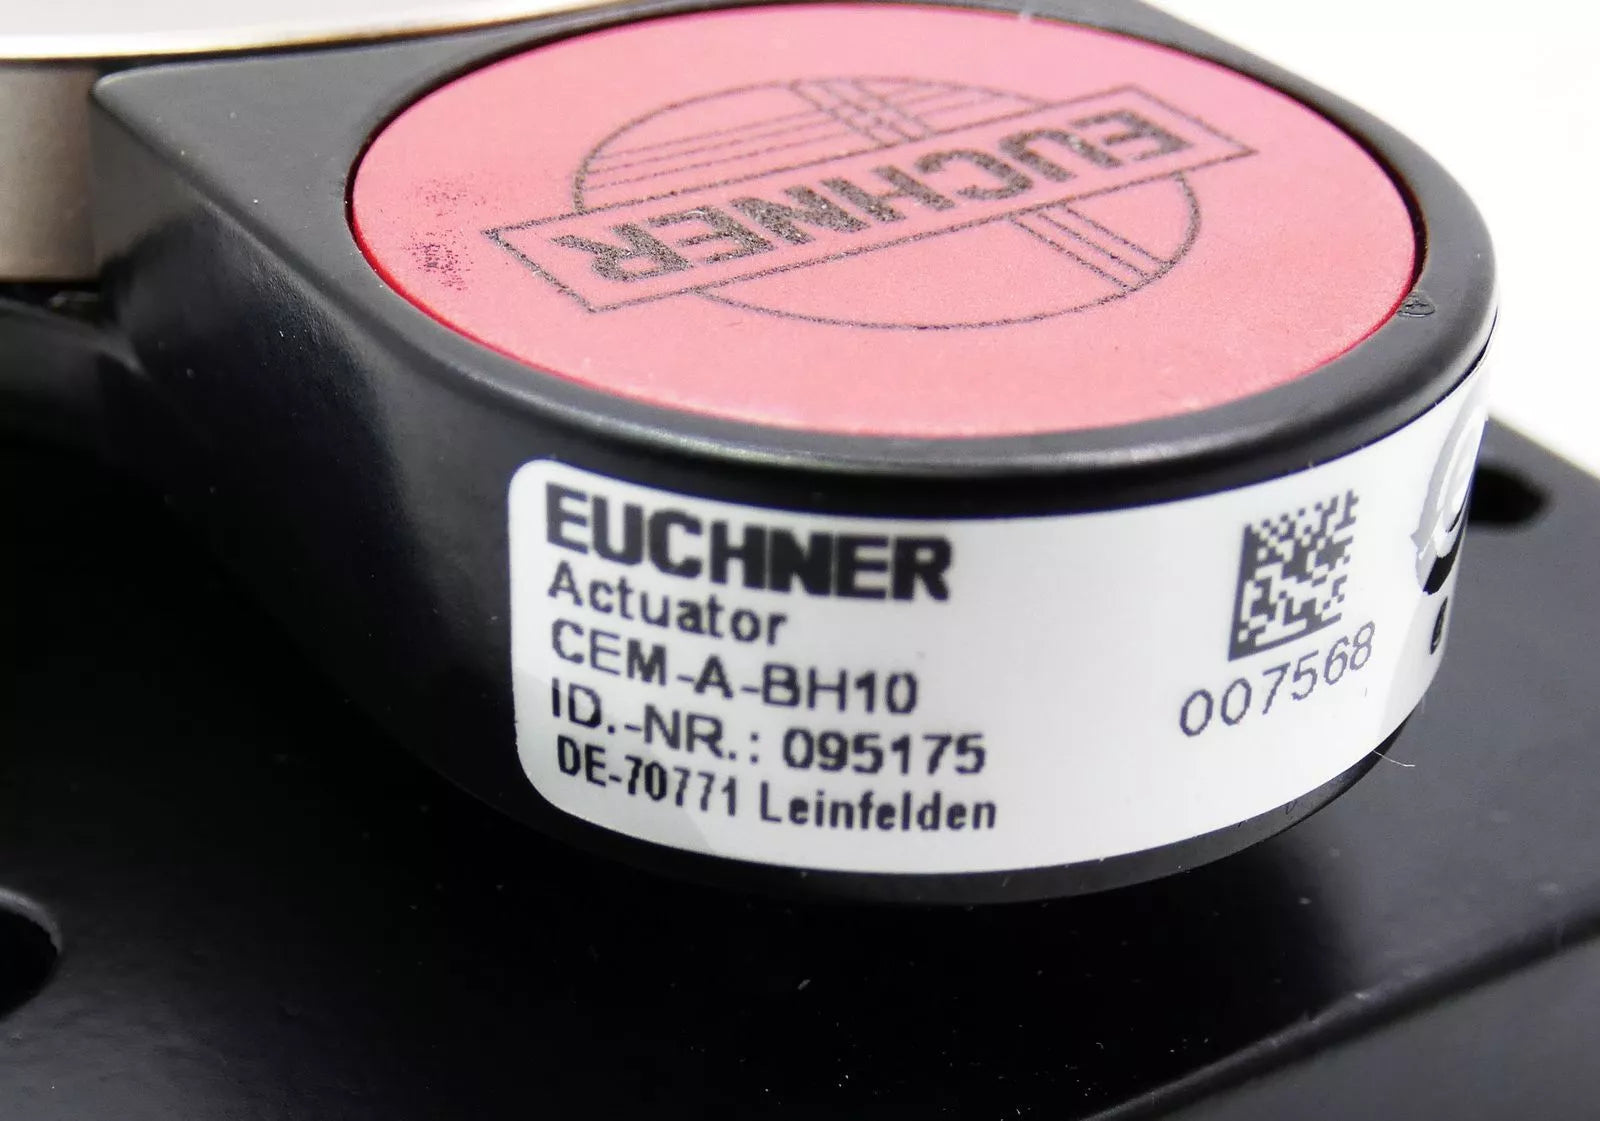 EUCHNER
EUCHNER
Actuator
CEM-A-BH10
ID.-NR.: 095175
DE-70771 Leinfelden
007568